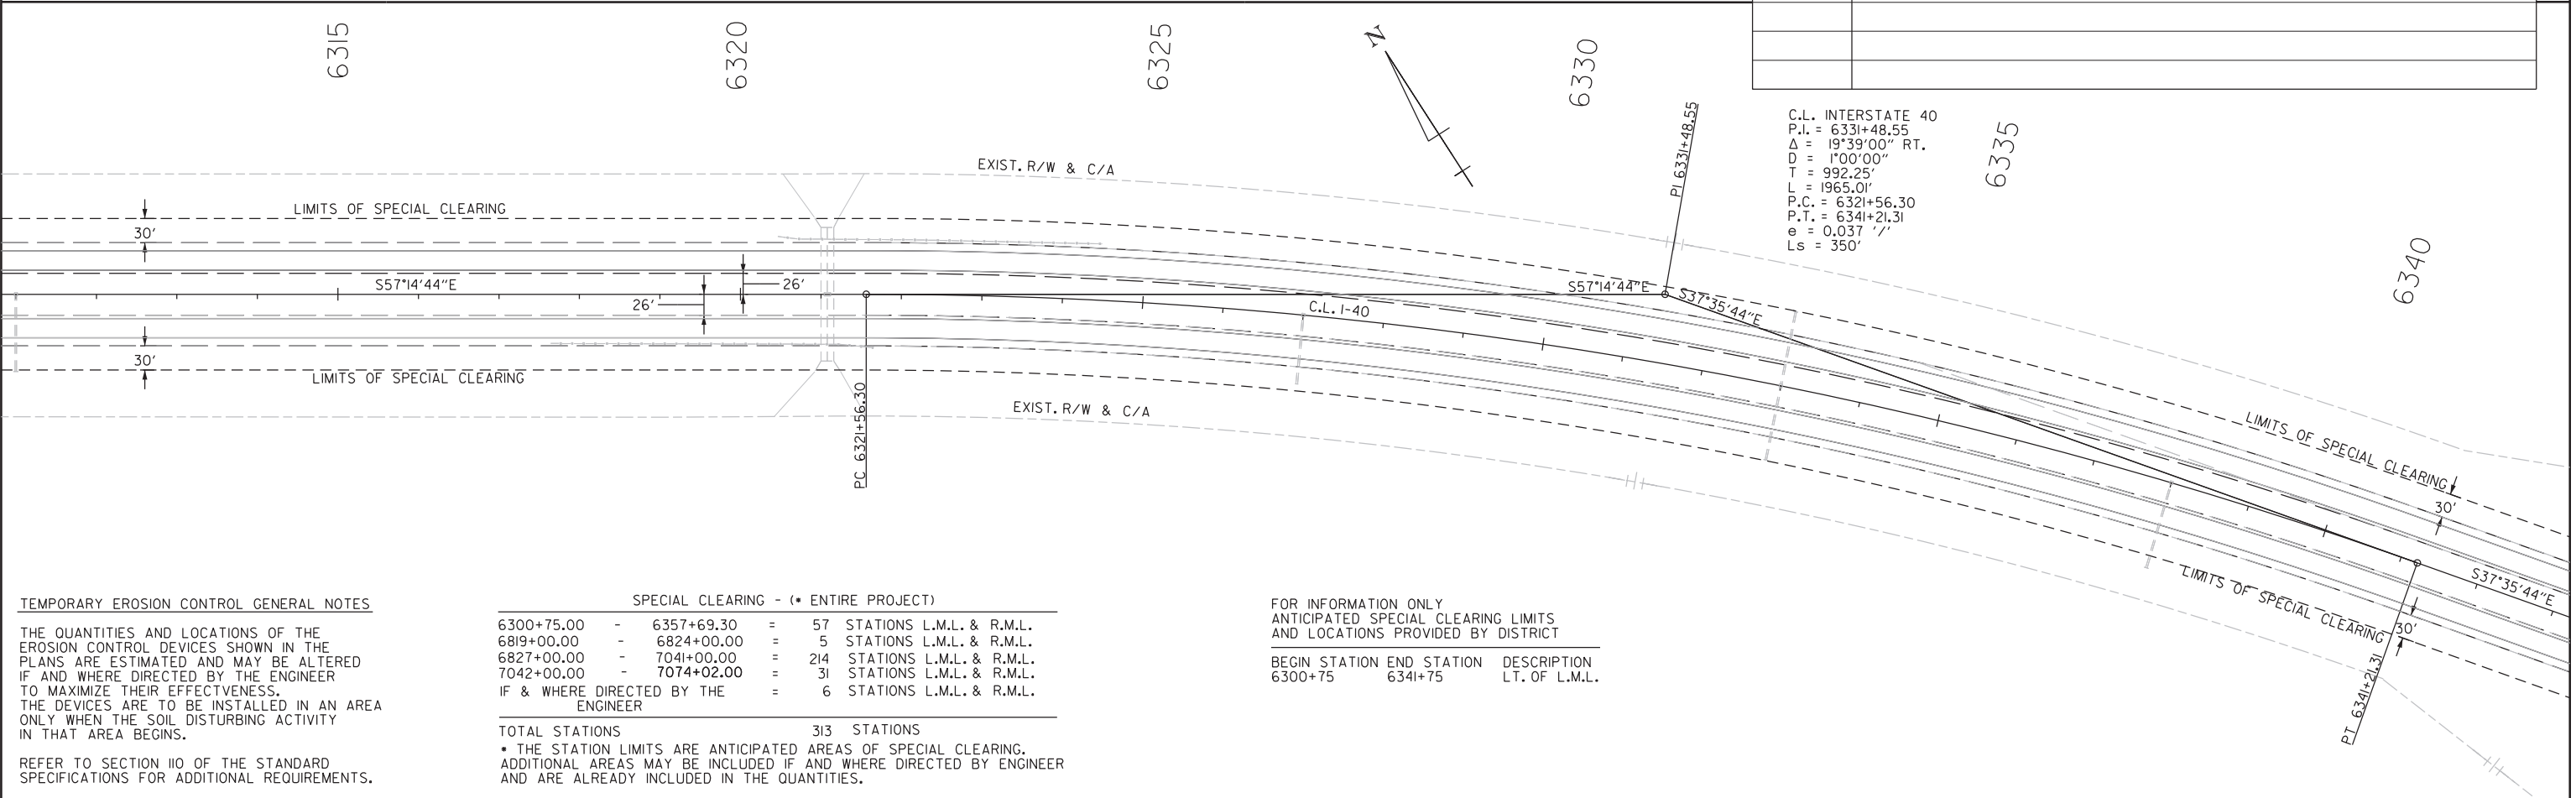 6315
6320
6325
6330
6335
6340
N
PI 6331+48.55
C.L. INTERSTATE 40
P.I. = 6331+48.55
Δ = 19°39'00" RT.
D = 1°00'00"
T = 992.25'
L = 1965.01'
P.C. = 6321+56.30
P.T. = 6341+21.31
e = 0.037 '/'
Ls = 350'
EXIST. R/W & C/A
LIMITS OF SPECIAL CLEARING
30'
S57°14'44"E
26'
26'
S57°14'44"E
S37°35'44"E
C.L. I-40
30'
LIMITS OF SPECIAL CLEARING
PC 6321+56.30
EXIST. R/W & C/A
LIMITS OF SPECIAL CLEARING
30'
S37°35'44"E
LIMITS OF SPECIAL CLEARING
30'
PT 6341+21.31
TEMPORARY EROSION CONTROL GENERAL NOTES
THE QUANTITIES AND LOCATIONS OF THE
EROSION CONTROL DEVICES SHOWN IN THE
PLANS ARE ESTIMATED AND MAY BE ALTERED
IF AND WHERE DIRECTED BY THE ENGINEER
TO MAXIMIZE THEIR EFFECTVENESS.
THE DEVICES ARE TO BE INSTALLED IN AN AREA
ONLY WHEN THE SOIL DISTURBING ACTIVITY
IN THAT AREA BEGINS.
REFER TO SECTION 110 OF THE STANDARD
SPECIFICATIONS FOR ADDITIONAL REQUIREMENTS.
SPECIAL CLEARING - (* ENTIRE PROJECT)
6300+75.00 - 6357+69.30 = 57 STATIONS L.M.L. & R.M.L.
6819+00.00 - 6824+00.00 = 5 STATIONS L.M.L. & R.M.L.
6827+00.00 - 7041+00.00 = 214 STATIONS L.M.L. & R.M.L.
7042+00.00 - 7074+02.00 = 31 STATIONS L.M.L. & R.M.L.
IF & WHERE DIRECTED BY THE = 6 STATIONS L.M.L. & R.M.L.
ENGINEER
TOTAL STATIONS 313 STATIONS
* THE STATION LIMITS ARE ANTICIPATED AREAS OF SPECIAL CLEARING.
ADDITIONAL AREAS MAY BE INCLUDED IF AND WHERE DIRECTED BY ENGINEER
AND ARE ALREADY INCLUDED IN THE QUANTITIES.
FOR INFORMATION ONLY
ANTICIPATED SPECIAL CLEARING LIMITS
AND LOCATIONS PROVIDED BY DISTRICT
BEGIN STATION END STATION DESCRIPTION
6300+75 6341+75 LT. OF L.M.L.